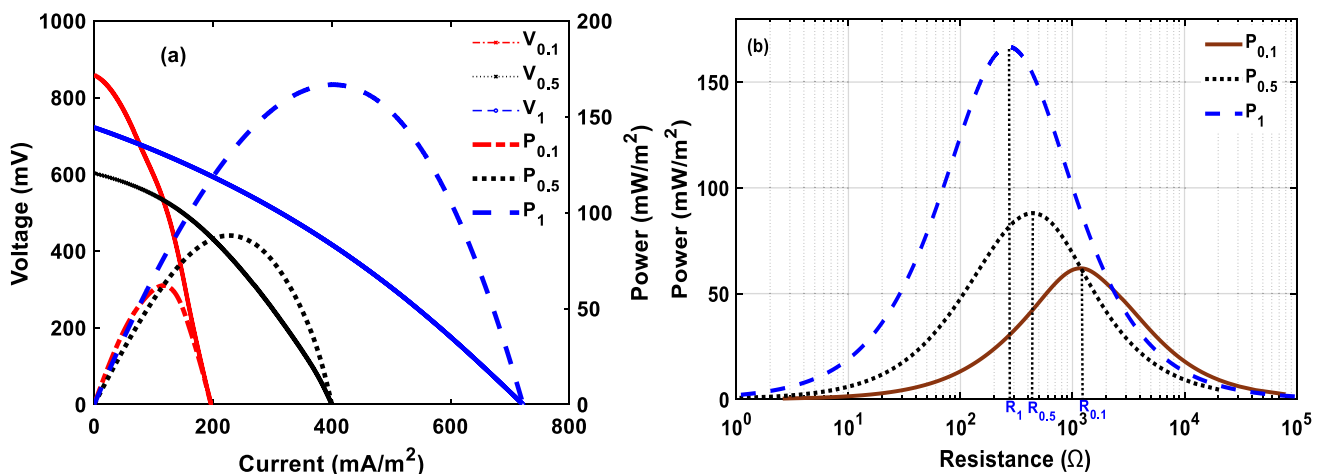 (a)
Voltage (mV)
1000
800
600
400
200
0
0 200 400 600 800
Current (mA/m²)
200
150
100
50
0
Power (mW/m²)
V₀.₁
V₀.₅
V₁
P₀.₁
P₀.₅
P₁
(b)
Power (mW/m²)
150
100
50
0
R₁ R₀.₅ R₀.₁
10⁰ 10¹ 10² 10³ 10⁴ 10⁵
Resistance (Ω)
P₀.₁
P₀.₅
P₁